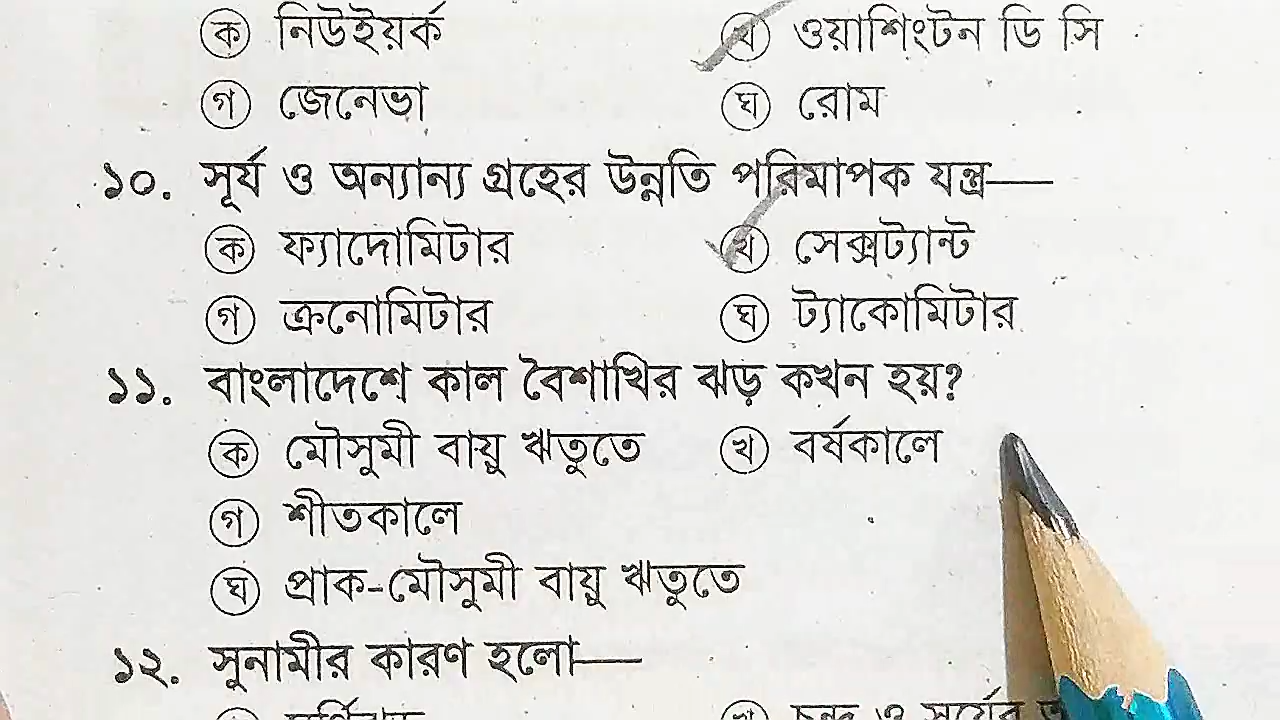 ক নিউইয়র্ক খ ওয়াশিংটন ডি সি
গ জেনেভা ঘ রোম
১০. সূর্য ও অন্যান্য গ্রহের উন্নতি পরিমাপক যন্ত্র—
ক ফ্যাদোমিটার খ সেক্সট্যান্ট
গ ক্রনোমিটার ঘ ট্যাকোমিটার
১১. বাংলাদেশে কাল বৈশাখির ঝড় কখন হয়?
ক মৌসুমী বায়ু ঋতুতে খ বর্ষকালে
গ শীতকালে
ঘ প্রাক-মৌসুমী বায়ু ঋতুতে
১২. সুনামীর কারণ হলো—
খ চন্দ্র ও সূর্যের